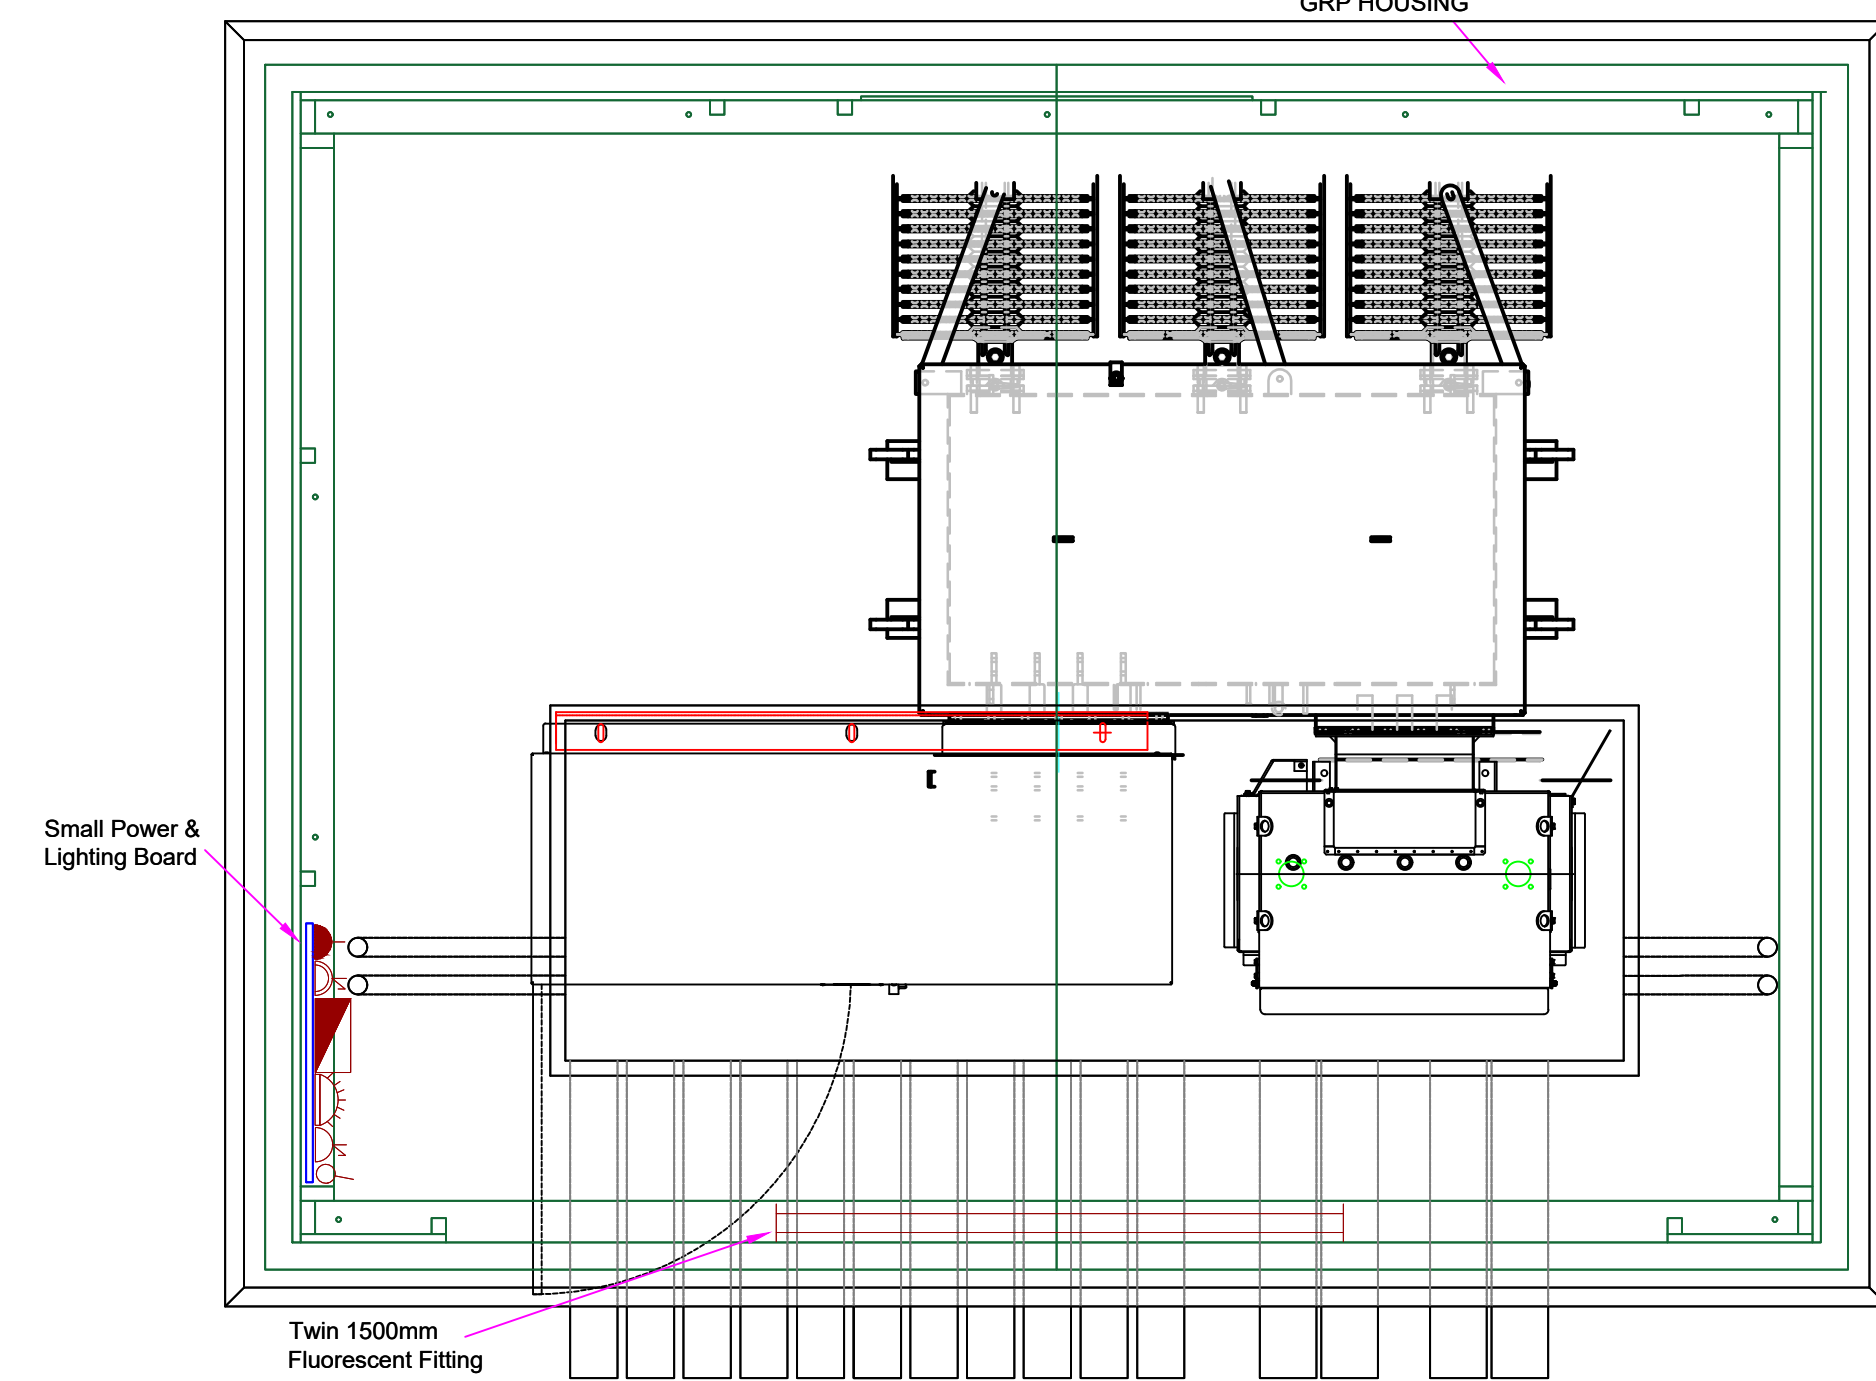 GRP HOUSING
Small Power &
Lighting Board
Twin 1500mm
Fluorescent Fitting